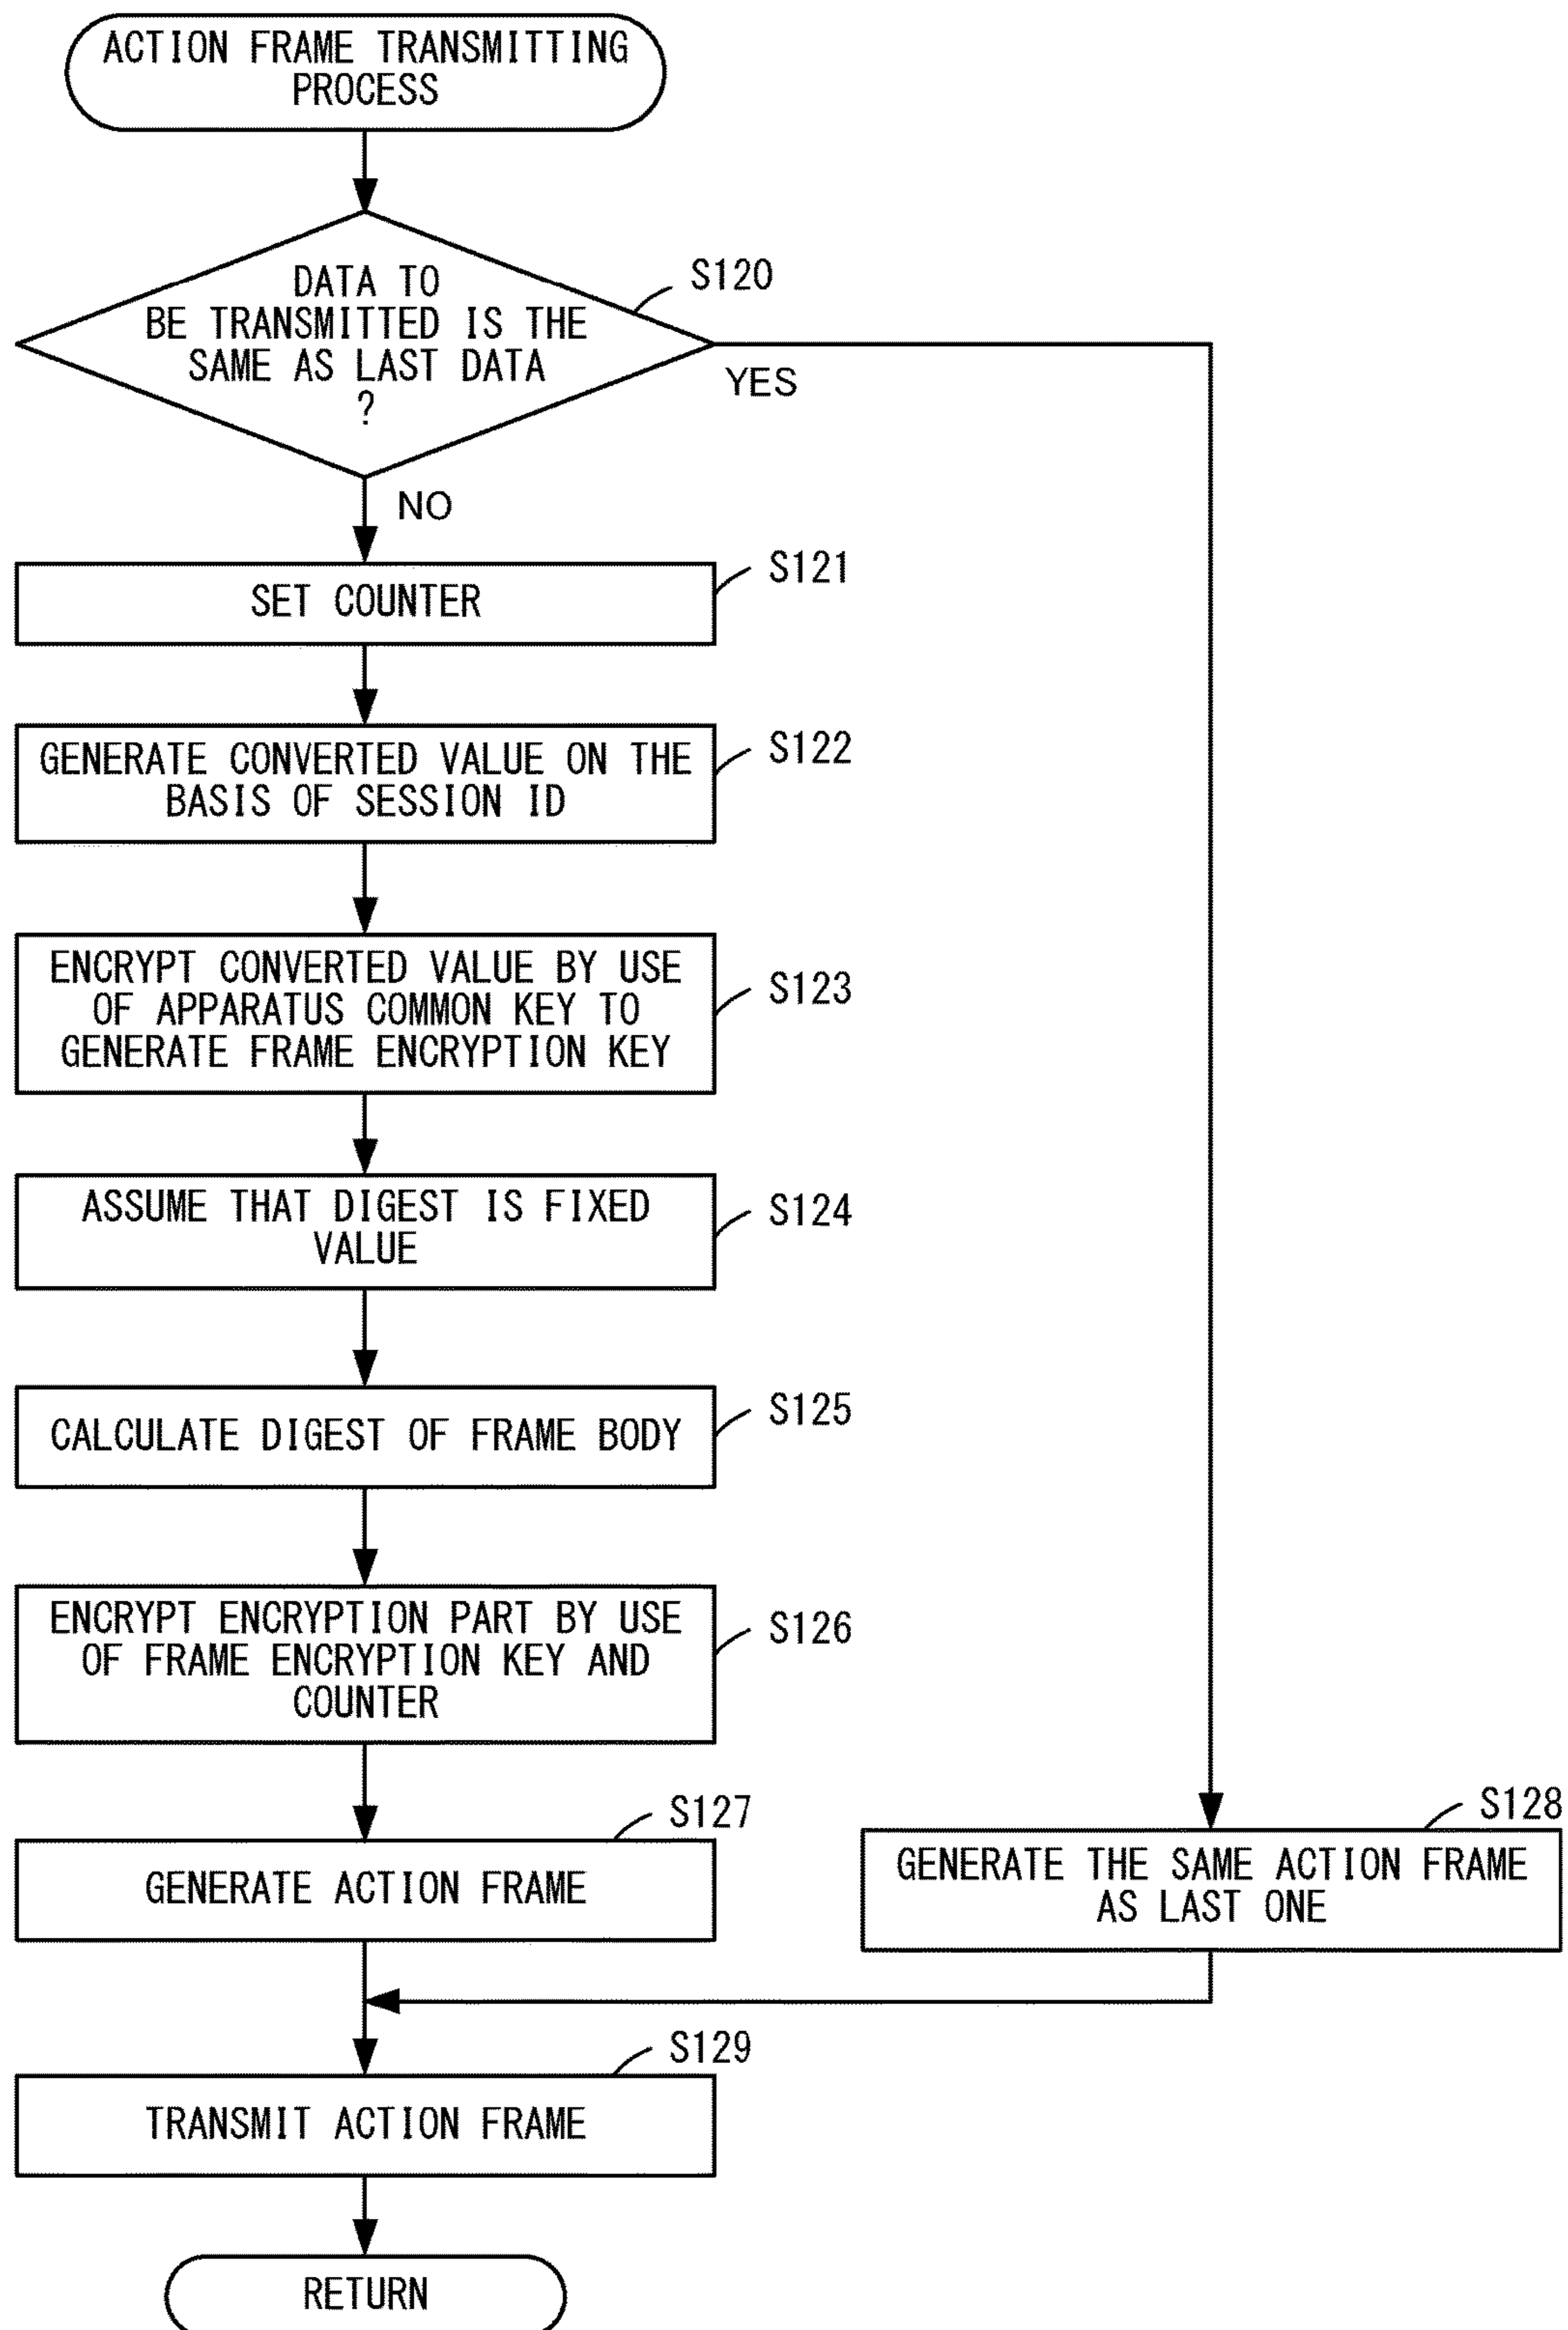 ACTION FRAME TRANSMITTING
PROCESS
DATA TO
BE TRANSMITTED IS THE
SAME AS LAST DATA
?
S120
YES
NO
S121
SET COUNTER
S122
GENERATE CONVERTED VALUE ON THE
BASIS OF SESSION ID
S123
ENCRYPT CONVERTED VALUE BY USE
OF APPARATUS COMMON KEY TO
GENERATE FRAME ENCRYPTION KEY
S124
ASSUME THAT DIGEST IS FIXED
VALUE
S125
CALCULATE DIGEST OF FRAME BODY
S126
ENCRYPT ENCRYPTION PART BY USE
OF FRAME ENCRYPTION KEY AND
COUNTER
S127
GENERATE ACTION FRAME
S128
GENERATE THE SAME ACTION FRAME
AS LAST ONE
S129
TRANSMIT ACTION FRAME
RETURN